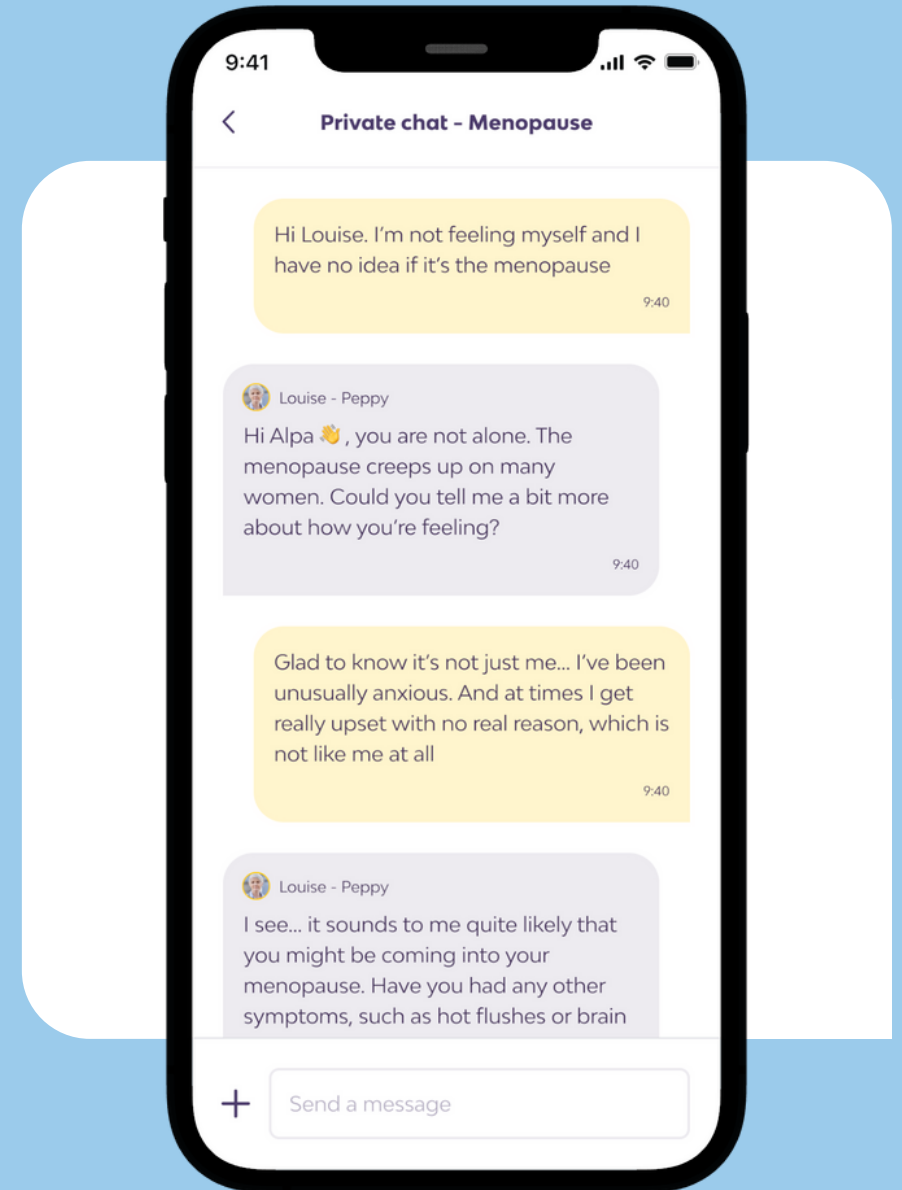 9:41
Private chat - Menopause
Hi Louise. I'm not feeling myself and I
have no idea if it's the menopause
9:40
Louise - Peppy
Hi Alpa 👋 , you are not alone. The
menopause creeps up on many
women. Could you tell me a bit more
about how you're feeling?
9:40
Glad to know it's not just me... I've been
unusually anxious. And at times I get
really upset with no real reason, which is
not like me at all
9:40
Louise - Peppy
I see... it sounds to me quite likely that
you might be coming into your
menopause. Have you had any other
symptoms, such as hot flushes or brain
Send a message